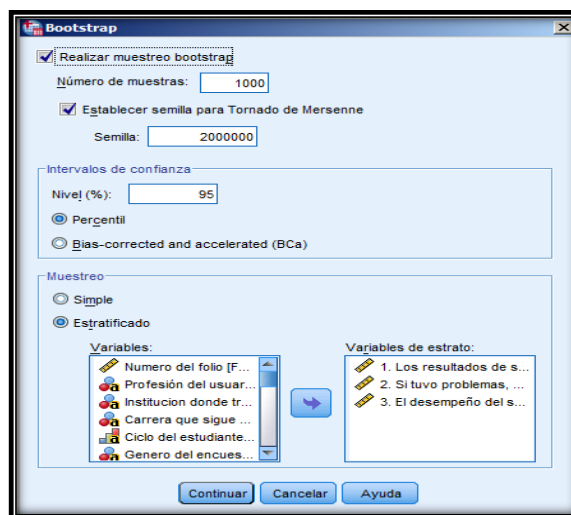 Bootstrap
Realizar muestreo bootstrap
Número de muestras: 1000
Establecer semilla para Tornado de Mersenne
Semilla: 2000000
Intervalos de confianza
Nivel (%): 95
Percentil
Bias-corrected and accelerated (BCa)
Muestreo
Simple
Estratificado
Variables:
Numero del folio [F...
Profesión del usuar...
Institucion donde tr...
Carrera que sigue ...
Ciclo del estudiante...
Genero del encues...
Variables de estrato:
1. Los resultados de s...
2. Si tuvo problemas, ...
3. El desempeño del s...
Continuar Cancelar Ayuda